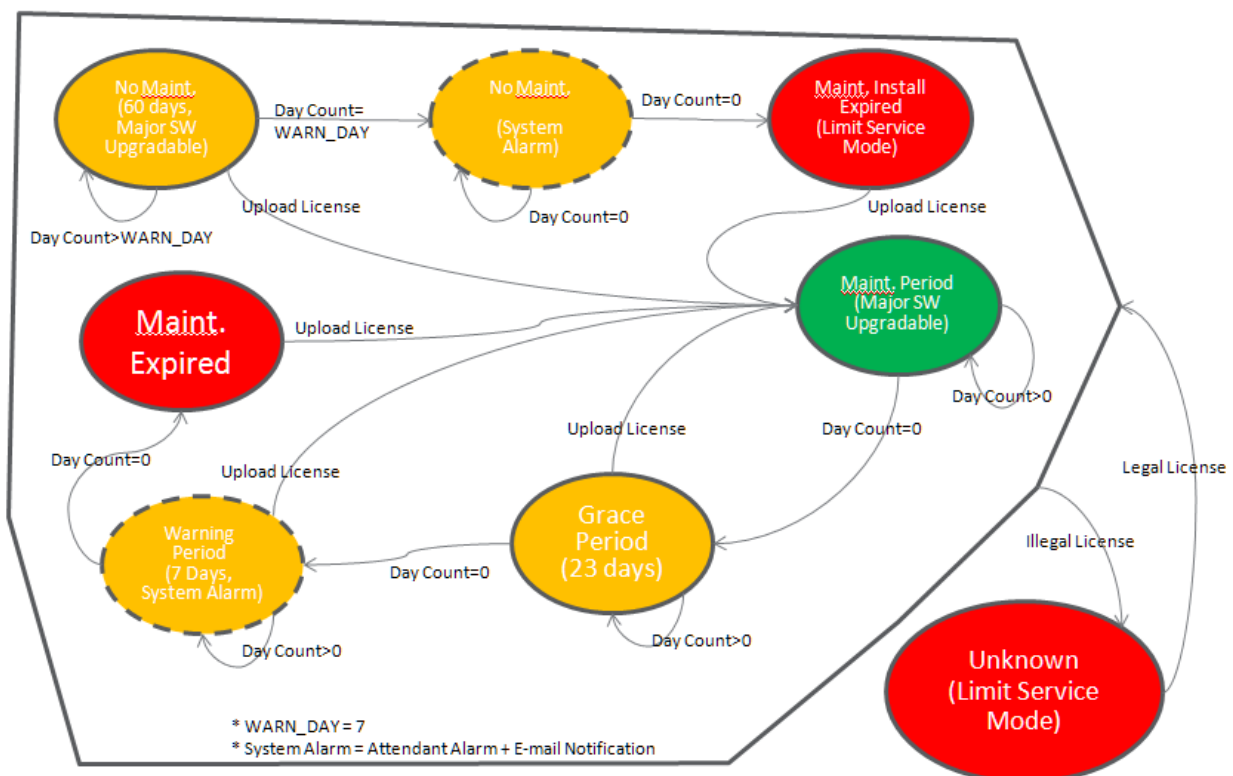 No Maint.
(60 days,
Major SW
Upgradable)
Day Count=
WARN_DAY
No Maint.
(System
Alarm)
Day Count=0
Maint. Install
Expired
(Limit Service
Mode)
Day Count>WARN_DAY
Upload License
Day Count=0
Upload License
Maint. Period
(Major SW
Upgradable)
Day Count>0
Maint.
Expired
Upload License
Day Count=0
Upload License
Upload License
Day Count=0
Legal License
Warning
Period
(7 Days,
System Alarm)
Day Count>0
Day Count=0
Grace
Period
(23 days)
Day Count>0
Illegal License
Unknown
(Limit Service
Mode)
* WARN_DAY = 7
* System Alarm = Attendant Alarm + E-mail Notification